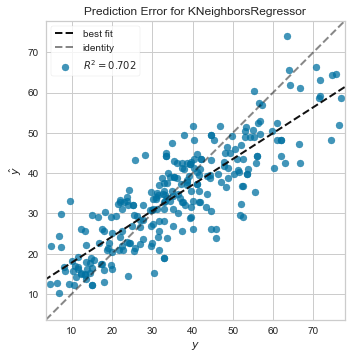 Prediction Error for KNeighborsRegressor
best fit
identity
R² = 0.702
70
60
50
40
30
20
10
ŷ
10 20 30 40 50 60 70
y